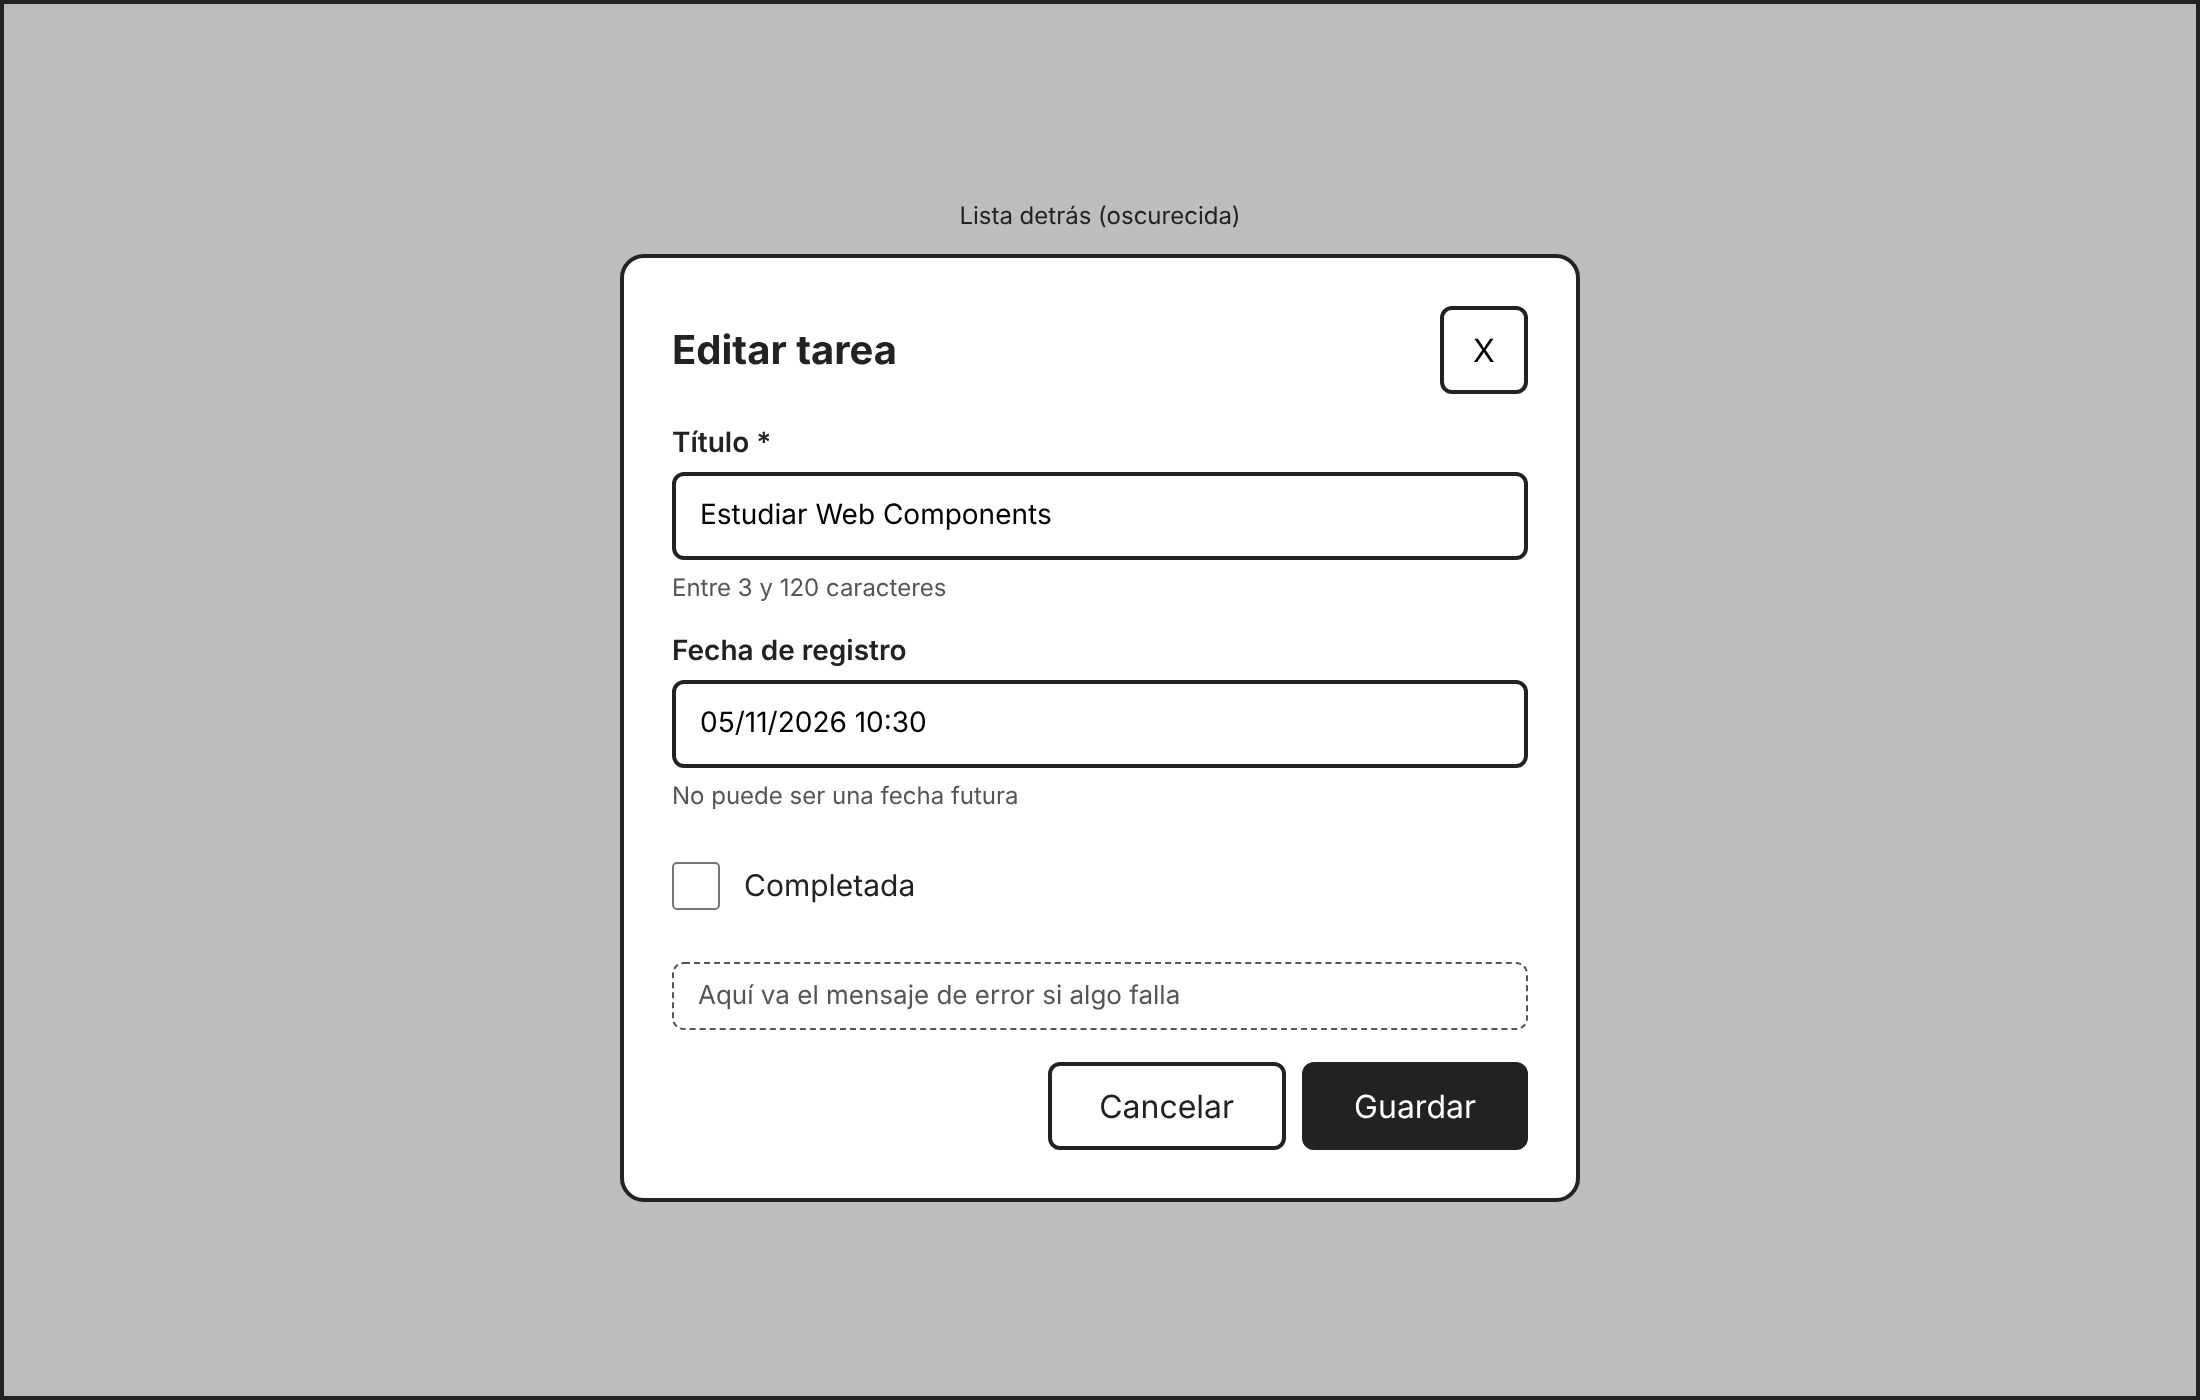 Lista detrás (oscurecida)
Editar tarea
X
Título *
Estudiar Web Components
Entre 3 y 120 caracteres
Fecha de registro
05/11/2026 10:30
No puede ser una fecha futura
Completada
Aquí va el mensaje de error si algo falla
Cancelar
Guardar